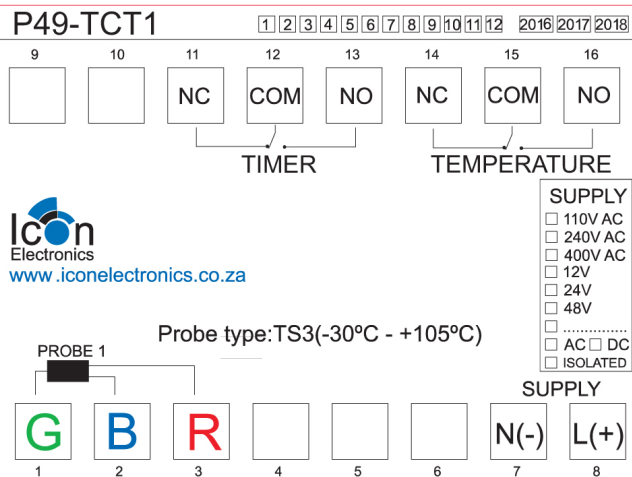 P49-TCT1 1 2 3 4 5 6 7 8 9 10 11 12 2016 2017 2018
9 10 11 12 13 14 15 16
NC COM NO NC COM NO
TIMER TEMPERATURE
SUPPLY
110V AC
240V AC
400V AC
12V
24V
48V
..............
AC DC
ISOLATED
Icon
Electronics
www.iconelectronics.co.za
Probe type:TS3(-30ºC - +105ºC)
PROBE 1
SUPPLY
G B R N(-) L(+)
1 2 3 4 5 6 7 8